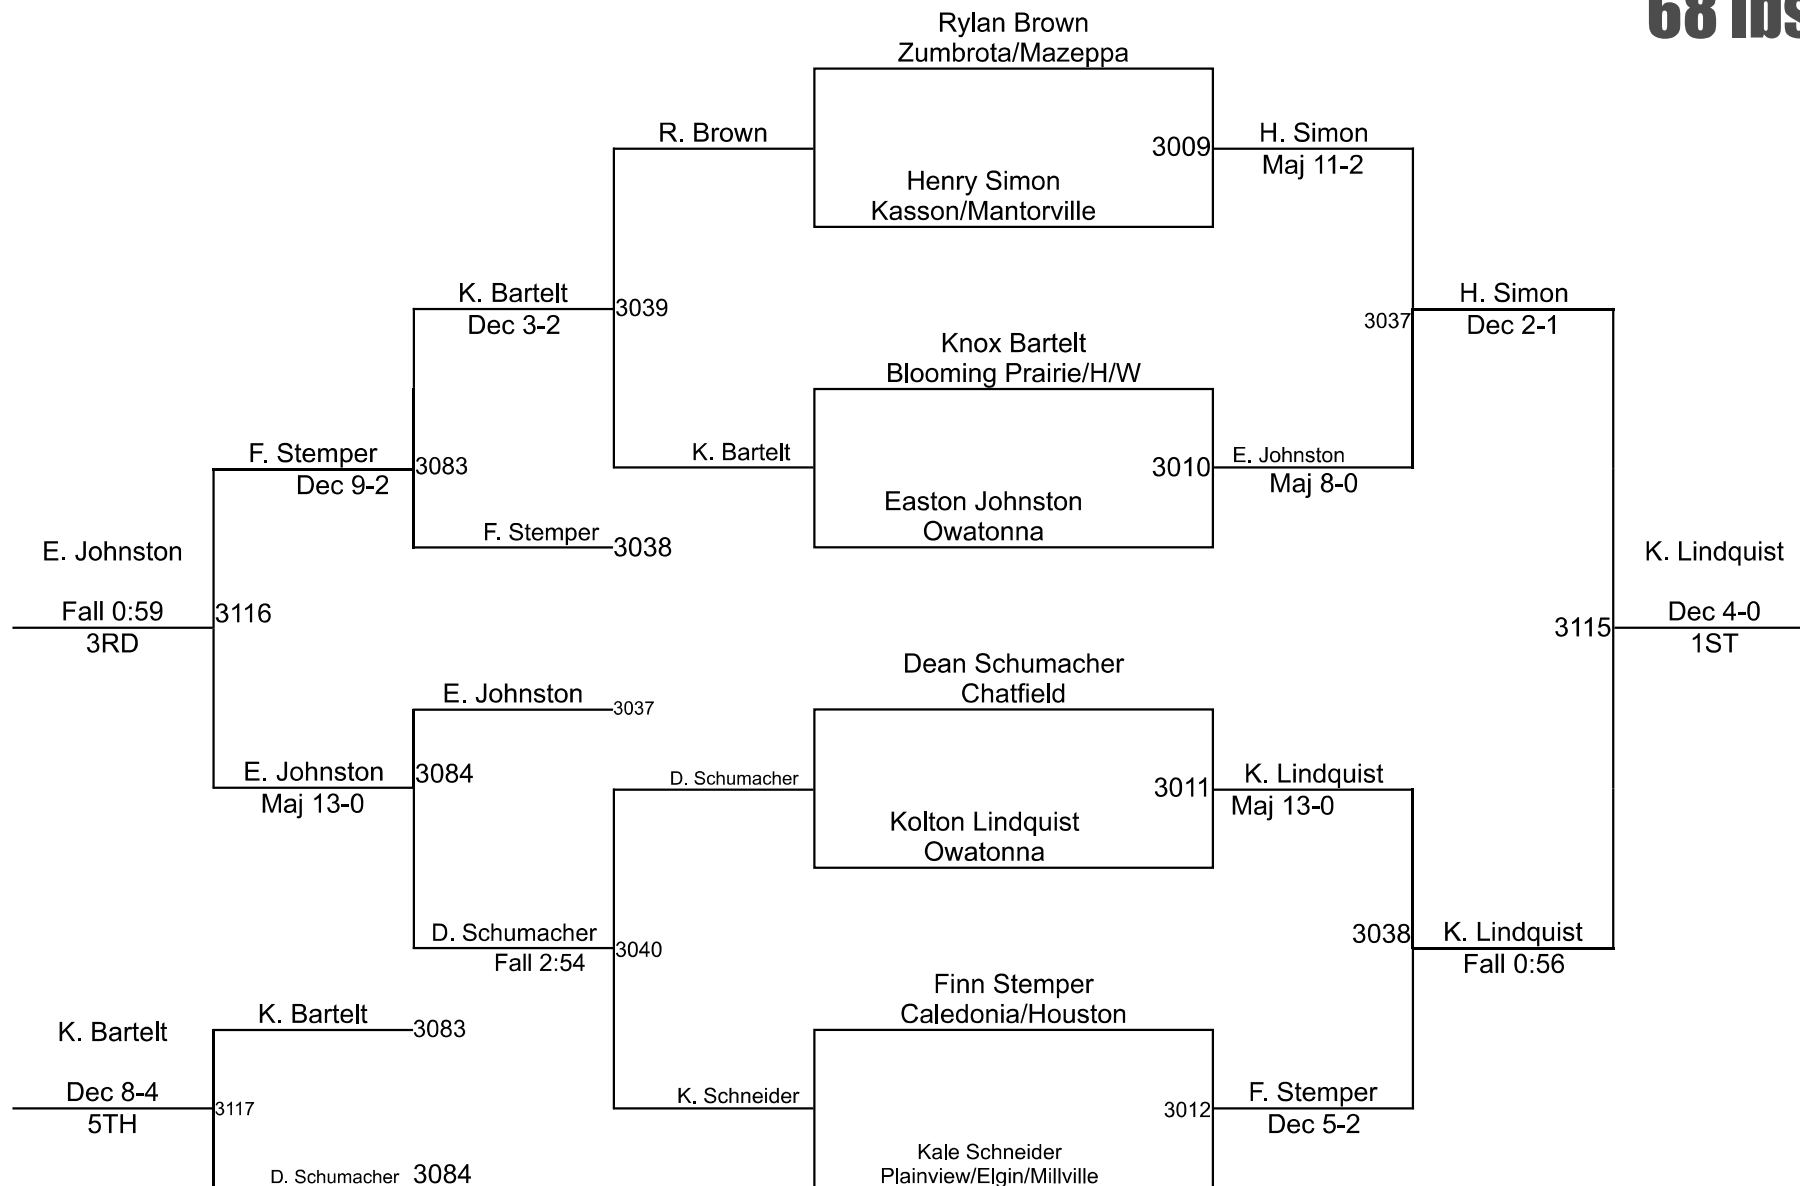 68 lbs
Rylan Brown
Zumbrota/Mazeppa
R. Brown
3009
H. Simon
Maj 11-2
Henry Simon
Kasson/Mantorville
K. Bartelt
Dec 3-2
3039
3037
H. Simon
Dec 2-1
Knox Bartelt
Blooming Prairie/H/W
F. Stemper
Dec 9-2
3083
K. Bartelt
3010
E. Johnston
Maj 8-0
Easton Johnston
Owatonna
F. Stemper
3038
E. Johnston
Fall 0:59
3RD
3116
K. Lindquist
Dec 4-0
1ST
3115
Dean Schumacher
Chatfield
E. Johnston
3037
E. Johnston
Maj 13-0
3084
D. Schumacher
3011
K. Lindquist
Maj 13-0
Kolton Lindquist
Owatonna
D. Schumacher
Fall 2:54
3040
3038
K. Lindquist
Fall 0:56
Finn Stemper
Caledonia/Houston
K. Bartelt
K. Bartelt
3083
Dec 8-4
5TH
3117
K. Schneider
3012
F. Stemper
Dec 5-2
Kale Schneider
Plainview/Elgin/Millville
D. Schumacher
3084